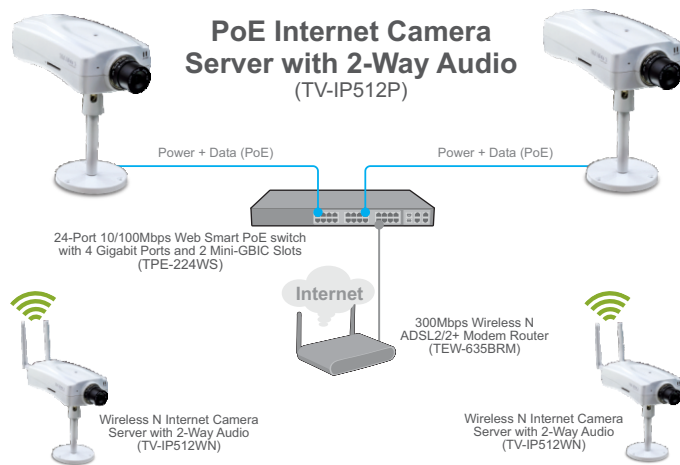 PoE Internet Camera
Server with 2-Way Audio
(TV-IP512P)
Power + Data (PoE)
Power + Data (PoE)
24-Port 10/100Mbps Web Smart PoE switch
with 4 Gigabit Ports and 2 Mini-GBIC Slots
(TPE-224WS)
Internet
300Mbps Wireless N
ADSL2/2+ Modem Router
(TEW-635BRM)
Wireless N Internet Camera
Server with 2-Way Audio
(TV-IP512WN)
Wireless N Internet Camera
Server with 2-Way Audio
(TV-IP512WN)